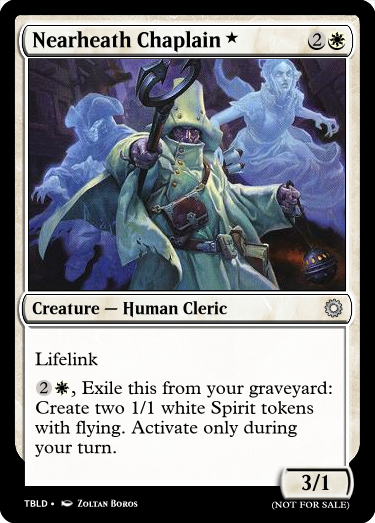 Nearheath Chaplain ★ 2
Creature — Human Cleric
Lifelink
2, Exile this from your graveyard:
Create two 1/1 white Spirit tokens
with flying. Activate only during
your turn.
3/1
TBLD • Zoltan Boros
(NOT FOR SALE)